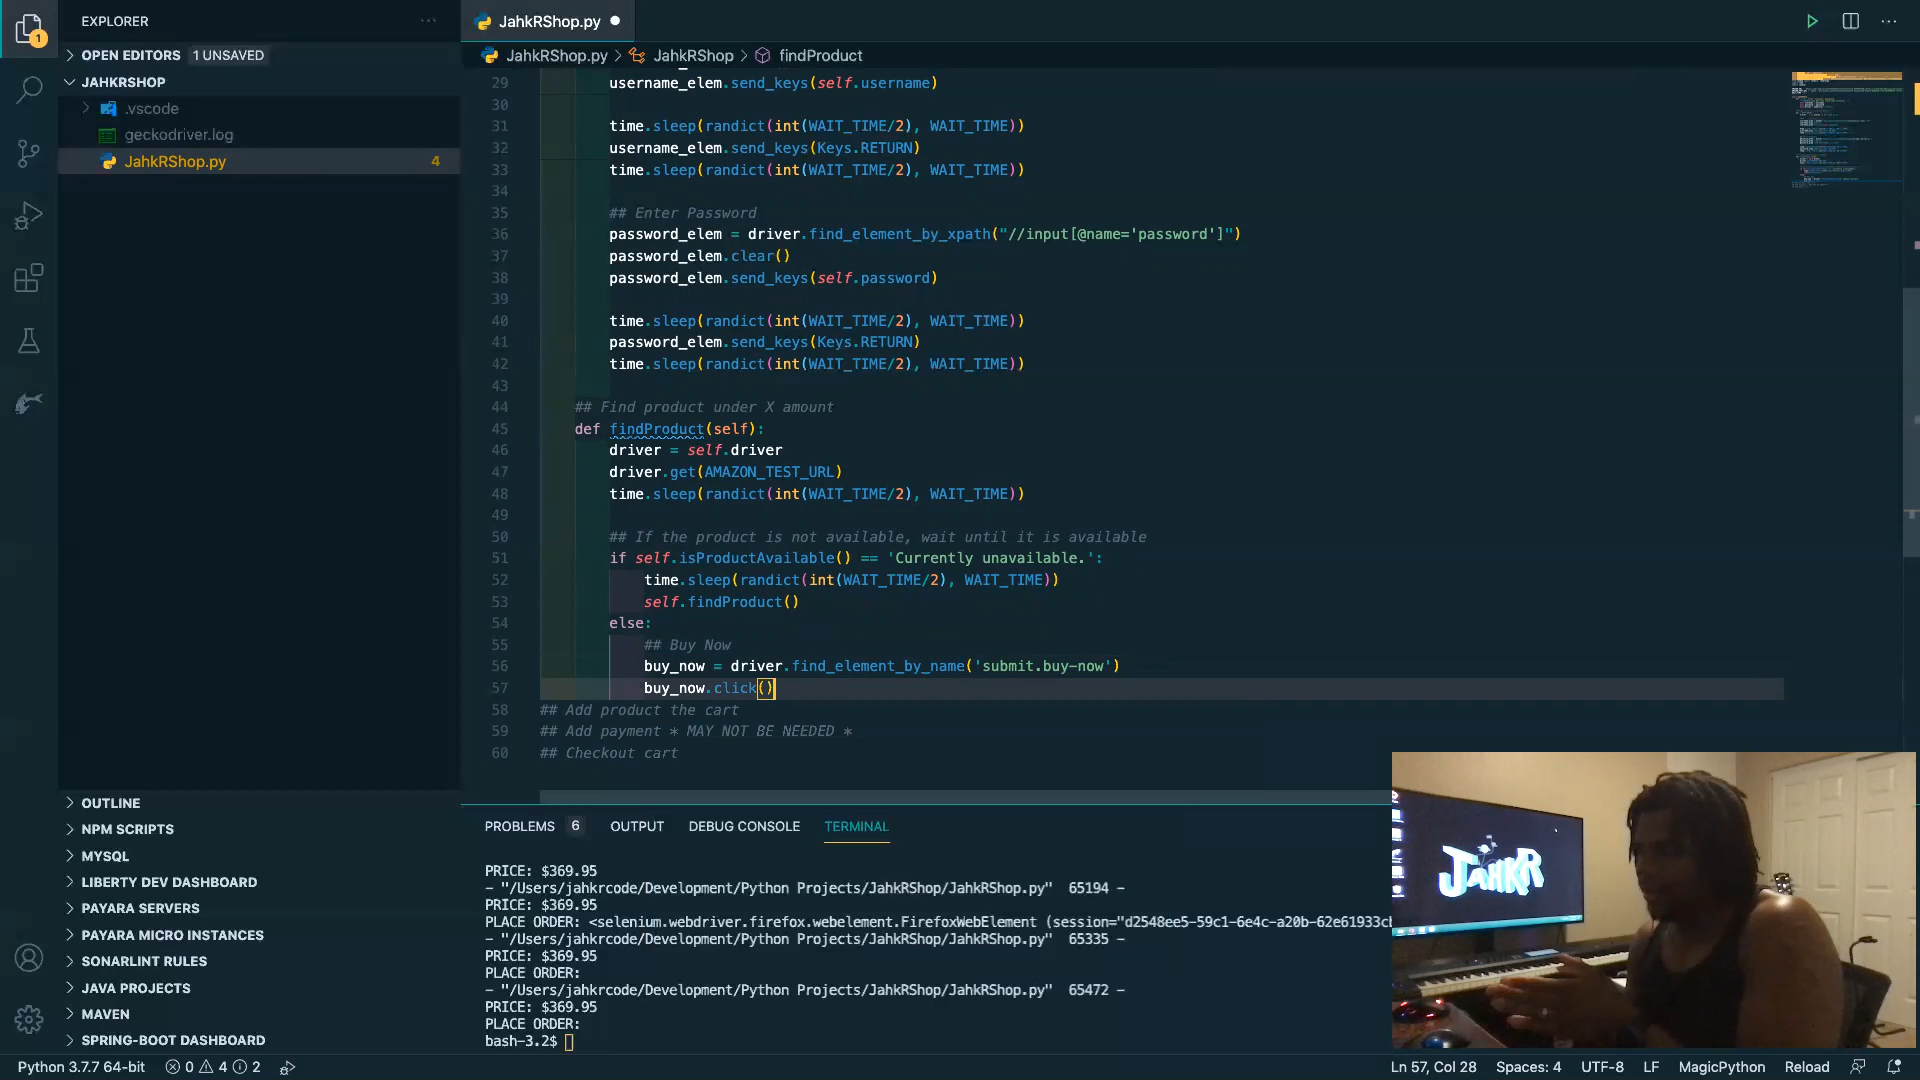 EXPLORER
OPEN EDITORS 1 UNSAVED
JAHKRSHOP
.vscode
geckodriver.log
JahkRShop.py 4
OUTLINE
NPM SCRIPTS
MYSQL
LIBERTY DEV DASHBOARD
PAYARA SERVERS
PAYARA MICRO INSTANCES
SONARLINT RULES
JAVA PROJECTS
MAVEN
SPRING-BOOT DASHBOARD
1
JahkRShop.py
JahkRShop.py > JahkRShop > findProduct
29 username_elem.send_keys(self.username)
30
31 time.sleep(randict(int(WAIT_TIME/2), WAIT_TIME))
32 username_elem.send_keys(Keys.RETURN)
33 time.sleep(randict(int(WAIT_TIME/2), WAIT_TIME))
34
35 ## Enter Password
36 password_elem = driver.find_element_by_xpath("//input[@name='password']")
37 password_elem.clear()
38 password_elem.send_keys(self.password)
39
40 time.sleep(randict(int(WAIT_TIME/2), WAIT_TIME))
41 password_elem.send_keys(Keys.RETURN)
42 time.sleep(randict(int(WAIT_TIME/2), WAIT_TIME))
43
44 ## Find product under X amount
45 def findProduct(self):
46 driver = self.driver
47 driver.get(AMAZON_TEST_URL)
48 time.sleep(randict(int(WAIT_TIME/2), WAIT_TIME))
49
50 ## If the product is not available, wait until it is available
51 if self.isProductAvailable() == 'Currently unavailable.':
52 time.sleep(randict(int(WAIT_TIME/2), WAIT_TIME))
53 self.findProduct()
54 else:
55 ## Buy Now
56 buy_now = driver.find_element_by_name('submit.buy-now')
57 buy_now.click()
58 ## Add product the cart
59 ## Add payment * MAY NOT BE NEEDED *
60 ## Checkout cart
PROBLEMS 6 OUTPUT DEBUG CONSOLE TERMINAL
PRICE: $369.95
- "/Users/jahkrcode/Development/Python Projects/JahkRShop/JahkRShop.py" 65194 -
PRICE: $369.95
PLACE ORDER: <selenium.webdriver.firefox.webelement.FirefoxWebElement (session="d2548ee5-59c1-6e4c-a20b-62e61933c
- "/Users/jahkrcode/Development/Python Projects/JahkRShop/JahkRShop.py" 65335 -
PRICE: $369.95
PLACE ORDER:
- "/Users/jahkrcode/Development/Python Projects/JahkRShop/JahkRShop.py" 65472 -
PRICE: $369.95
PLACE ORDER:
bash-3.2$
JAHKR
Python 3.7.7 64-bit 0 4 2 Ln 57, Col 28 Spaces: 4 UTF-8 LF MagicPython Reload